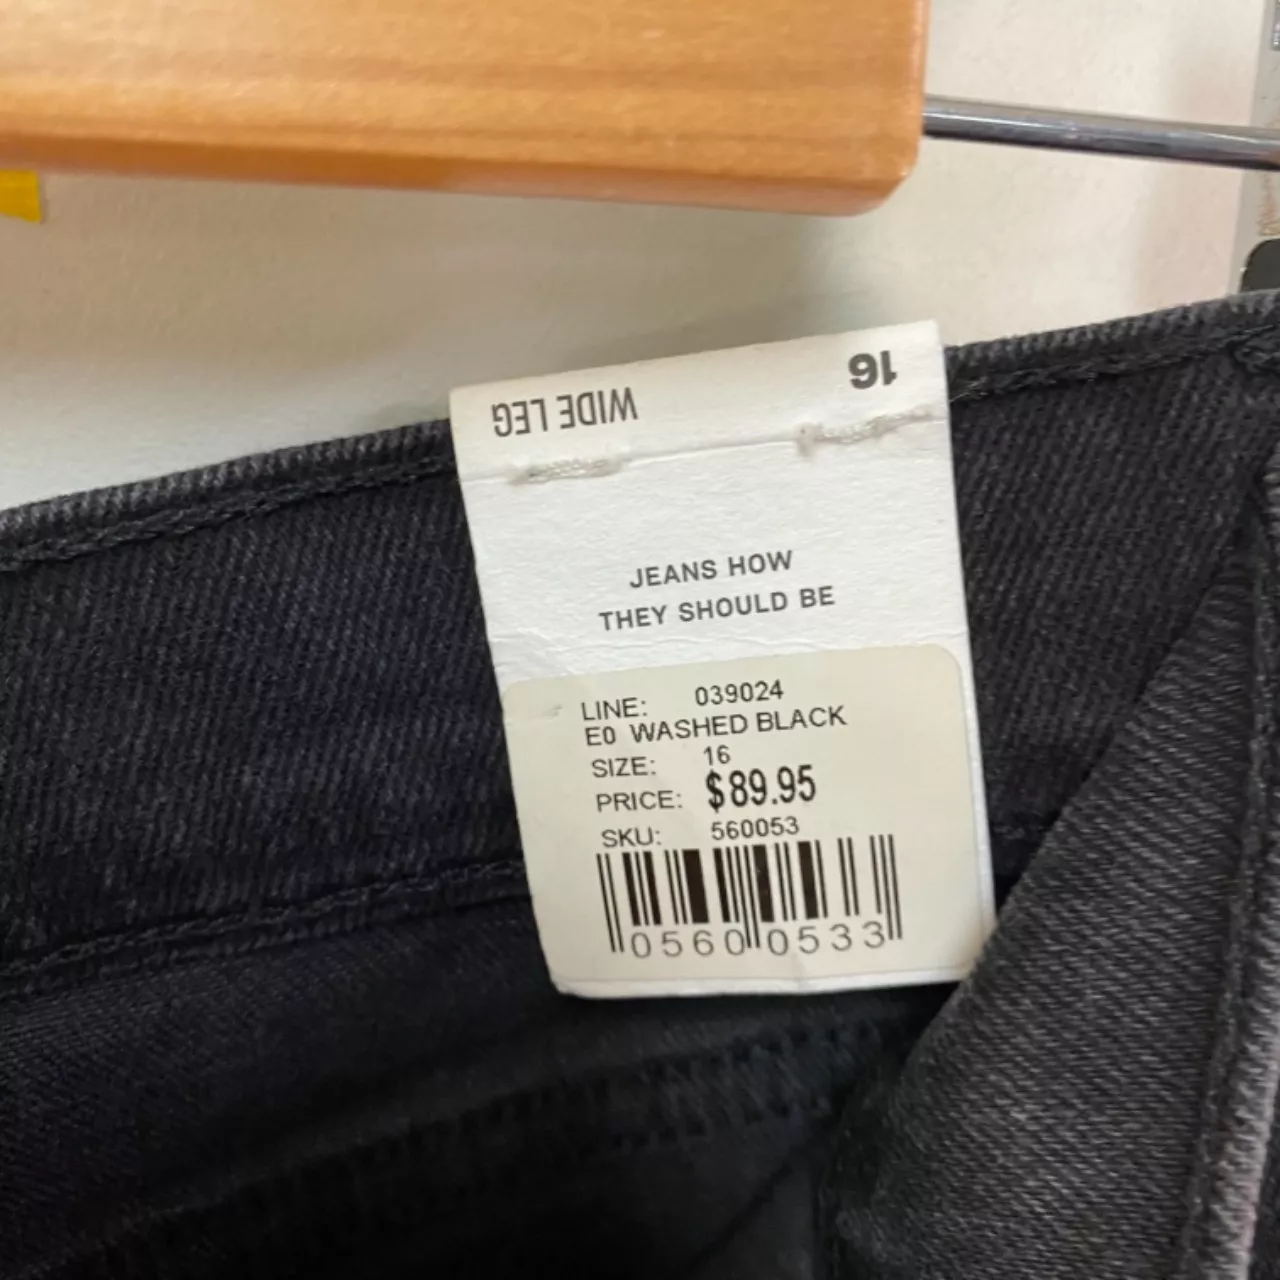 WIDE LEG 16
JEANS HOW
THEY SHOULD BE
LINE: 039024
E0 WASHED BLACK
SIZE: 16
PRICE: $89.95
SKU: 560053
0560 0533